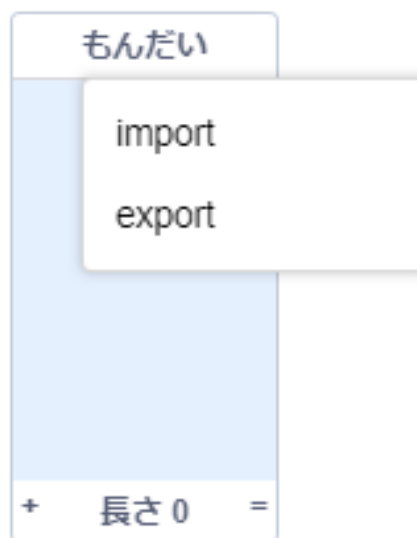 もんだい
import
export
+ 長さ 0 =